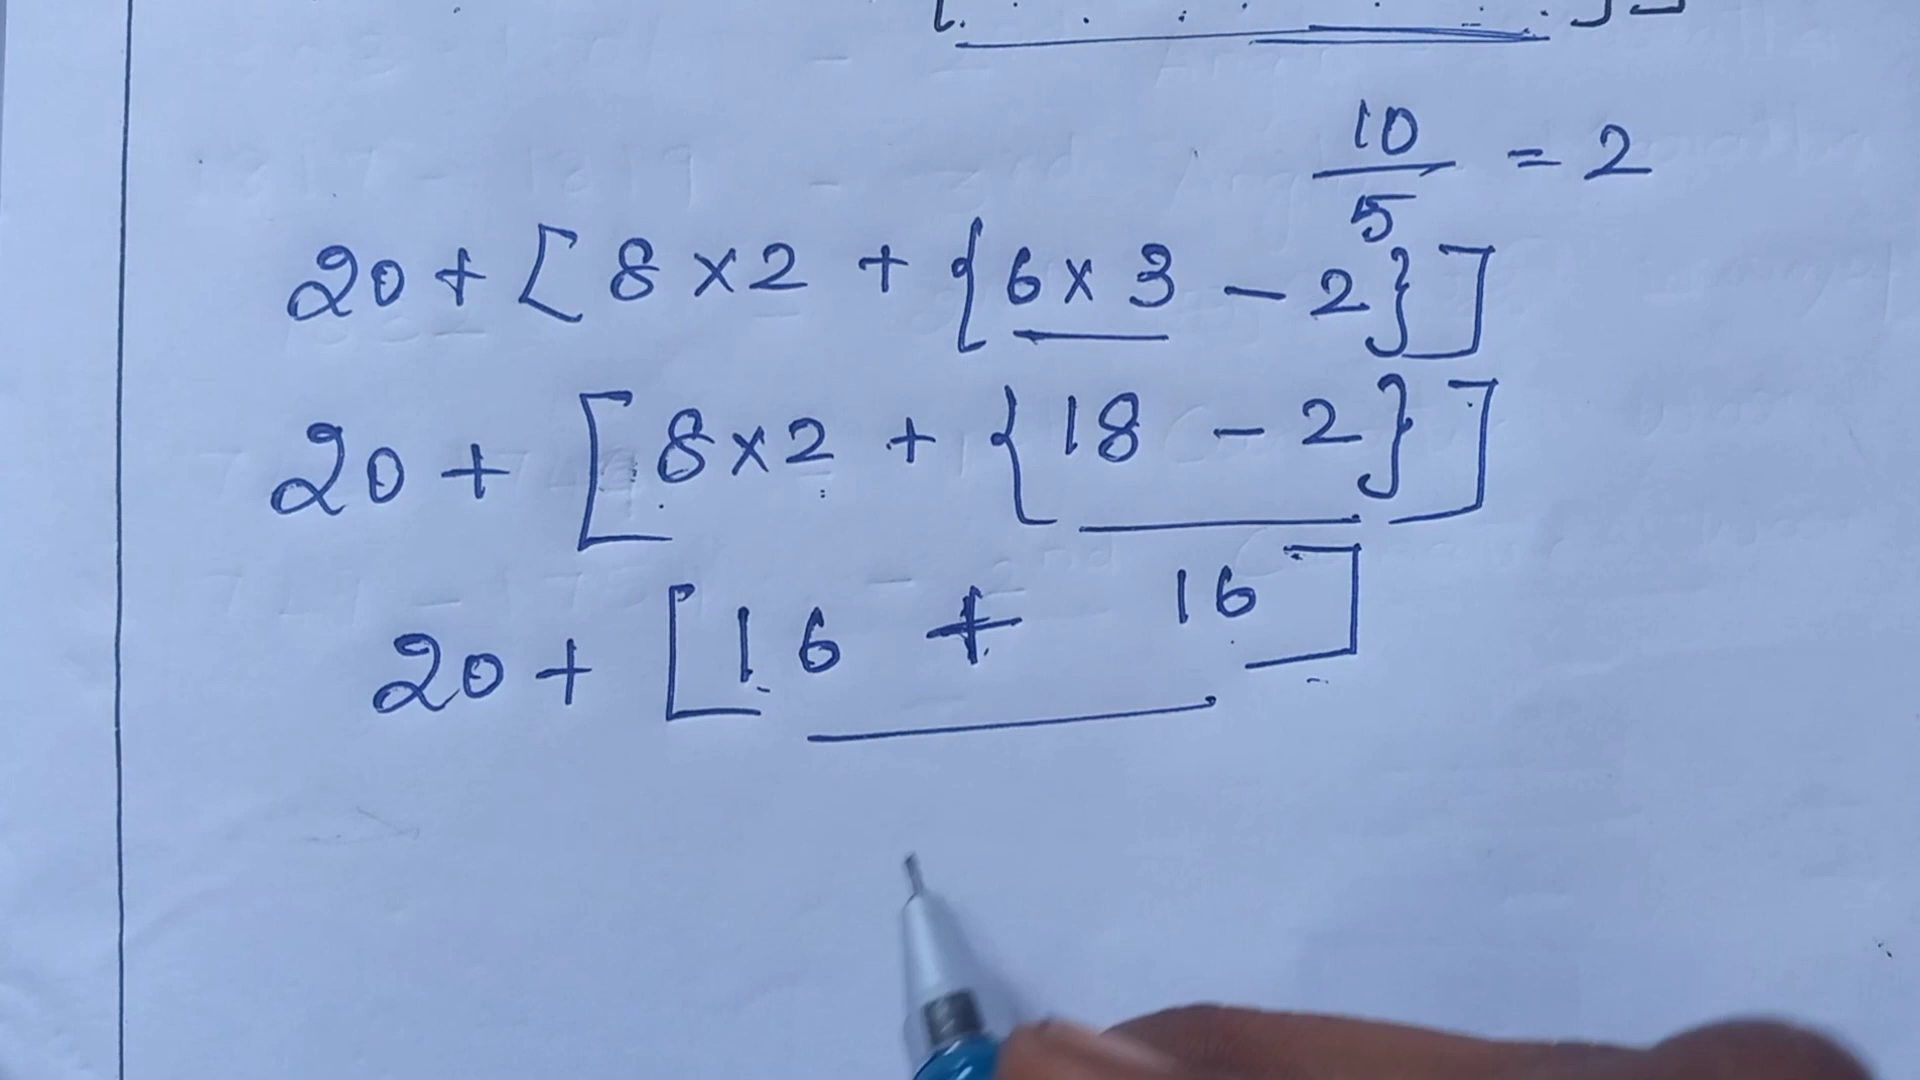 10/5 = 2
20 + [ 8 × 2 + { 6 × 3 - 2 } ]
20 + [ 8 × 2 + { 18 - 2 } ]
20 + [ 16 + 16 ]